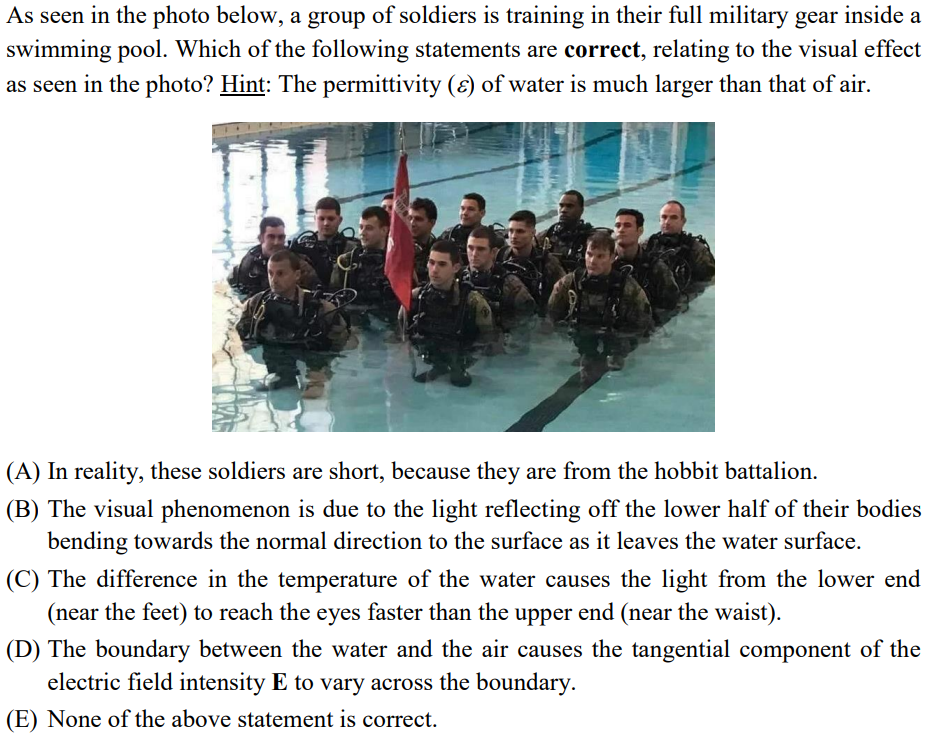 As seen in the photo below, a group of soldiers is training in their full military gear inside a
swimming pool. Which of the following statements are correct, relating to the visual effect
as seen in the photo? Hint: The permittivity (ε) of water is much larger than that of air.
(A) In reality, these soldiers are short, because they are from the hobbit battalion.
(B) The visual phenomenon is due to the light reflecting off the lower half of their bodies
bending towards the normal direction to the surface as it leaves the water surface.
(C) The difference in the temperature of the water causes the light from the lower end
(near the feet) to reach the eyes faster than the upper end (near the waist).
(D) The boundary between the water and the air causes the tangential component of the
electric field intensity E to vary across the boundary.
(E) None of the above statement is correct.